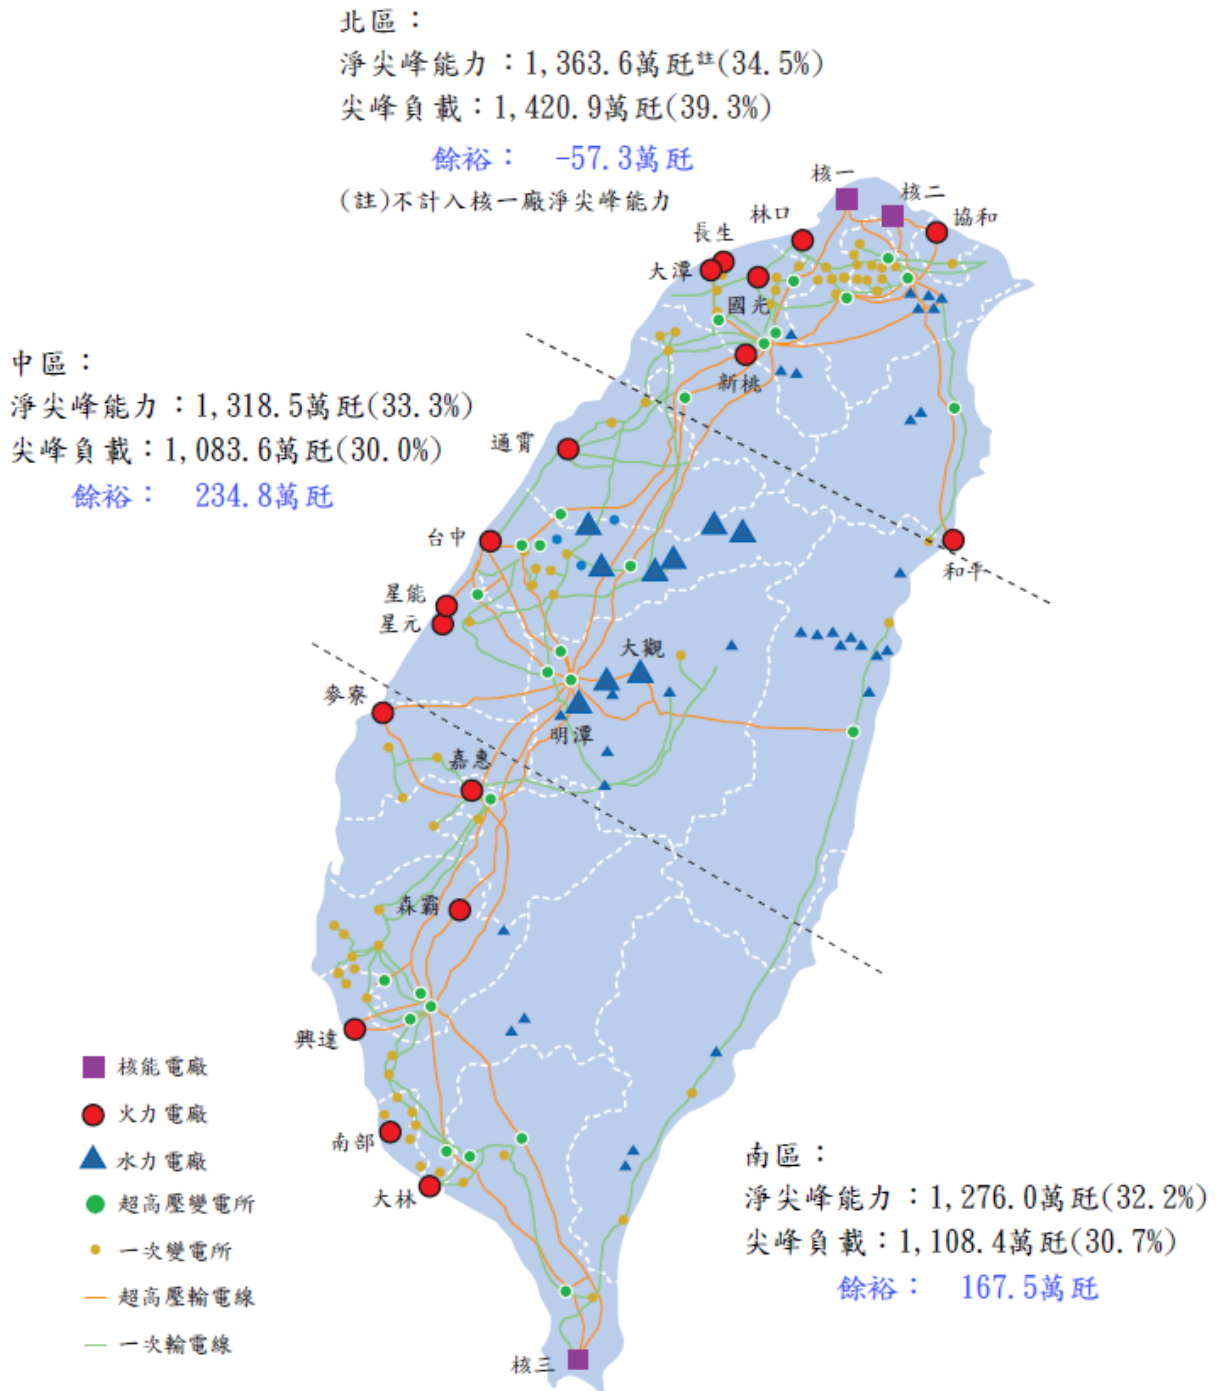 北區：
淨尖峰能力：1,363.6萬瓩註(34.5%)
尖峰負載：1,420.9萬瓩(39.3%)
餘裕： -57.3萬瓩
(註)不計入核一廠淨尖峰能力
核一
核二
協和
林口
長生
大潭
國光
新桃
中區：
淨尖峰能力：1,318.5萬瓩(33.3%)
尖峰負載：1,083.6萬瓩(30.0%)
餘裕： 234.8萬瓩
通霄
台中
和平
星能
星元
大觀
麥寮
明潭
嘉惠
森霸
興達
南部
大林
核三
核能電廠
火力電廠
水力電廠
超高壓變電所
一次變電所
超高壓輸電線
一次輸電線
南區：
淨尖峰能力：1,276.0萬瓩(32.2%)
尖峰負載：1,108.4萬瓩(30.7%)
餘裕： 167.5萬瓩